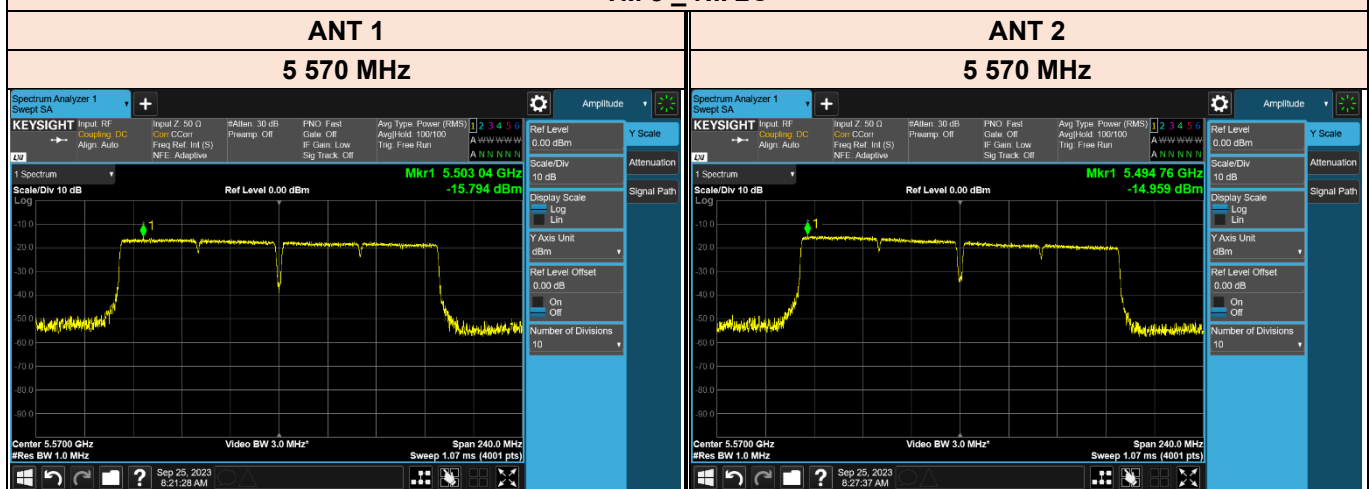 ANT 1
ANT 2
5 570 MHz
5 570 MHz
Spectrum Analyzer 1
Swept SA
+
Amplitude
KEYSIGHT
Input: RF
Coupling: DC
Align: Auto
Input Z: 50 Ω
Corr CCorr
Freq Ref: Int (S)
NFE: Adaptive
#Atten: 30 dB
Preamp: Off
PNO: Fast
Gate: Off
IF Gain: Low
Sig Track: Off
Avg Type: Power (RMS)
Avg|Hold: 100/100
Trig: Free Run
1 2 3 4 5 6
A W W W W W
A N N N N N
LXI
1 Spectrum
Scale/Div 10 dB
Log
Ref Level 0.00 dBm
Mkr1 5.503 04 GHz
-15.794 dBm
1
-10.0
-20.0
-30.0
-40.0
-50.0
-60.0
-70.0
-80.0
-90.0
Center 5.5700 GHz
#Res BW 1.0 MHz
Video BW 3.0 MHz*
Span 240.0 MHz
Sweep 1.07 ms (4001 pts)
Ref Level
0.00 dBm
Scale/Div
10 dB
Display Scale
Log
Lin
Y Axis Unit
dBm
Ref Level Offset
0.00 dB
On
Off
Number of Divisions
10
Y Scale
Attenuation
Signal Path
?
Sep 25, 2023
8:21:28 AM
Spectrum Analyzer 1
Swept SA
+
Amplitude
KEYSIGHT
Input: RF
Coupling: DC
Align: Auto
Input Z: 50 Ω
Corr CCorr
Freq Ref: Int (S)
NFE: Adaptive
#Atten: 30 dB
Preamp: Off
PNO: Fast
Gate: Off
IF Gain: Low
Sig Track: Off
Avg Type: Power (RMS)
Avg|Hold: 100/100
Trig: Free Run
1 2 3 4 5 6
A W W W W W
A N N N N N
LXI
1 Spectrum
Scale/Div 10 dB
Log
Ref Level 0.00 dBm
Mkr1 5.494 76 GHz
-14.959 dBm
1
-10.0
-20.0
-30.0
-40.0
-50.0
-60.0
-70.0
-80.0
-90.0
Center 5.5700 GHz
#Res BW 1.0 MHz
Video BW 3.0 MHz*
Span 240.0 MHz
Sweep 1.07 ms (4001 pts)
Ref Level
0.00 dBm
Scale/Div
10 dB
Display Scale
Log
Lin
Y Axis Unit
dBm
Ref Level Offset
0.00 dB
On
Off
Number of Divisions
10
Y Scale
Attenuation
Signal Path
?
Sep 25, 2023
8:27:37 AM